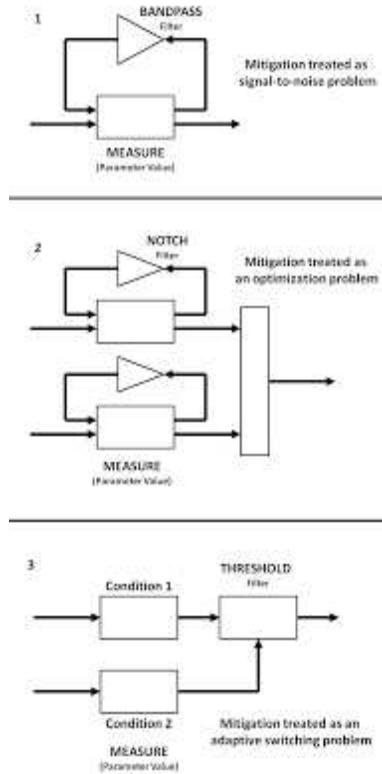 1
BANDPASS
Filter
Mitigation treated as
signal-to-noise problem
MEASURE
(Parameter Value)
2
NOTCH
Filter
Mitigation treated as
an optimization problem
MEASURE
(Parameter Value)
3
Condition 1
THRESHOLD
Filter
Condition 2
Mitigation treated as an
adaptive switching problem
MEASURE
(Parameter Value)